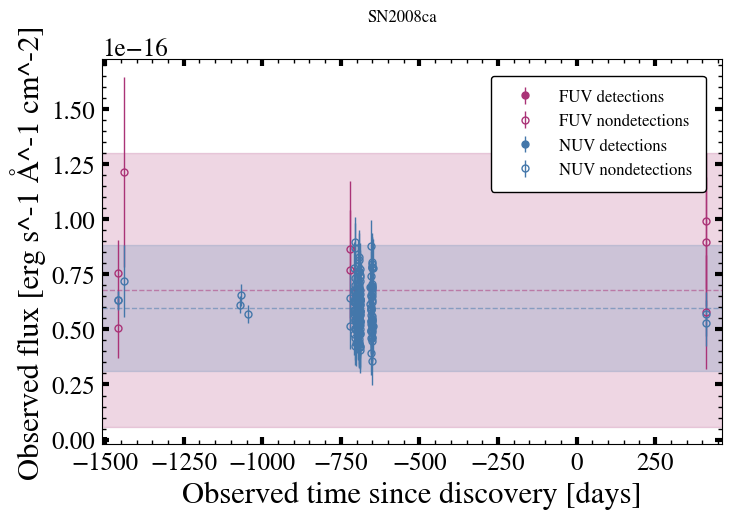 SN2008ca
1e−16
Observed flux [erg s^-1 Å^-1 cm^-2]
1.50
1.25
1.00
0.75
0.50
0.25
0.00
FUV detections
FUV nondetections
NUV detections
NUV nondetections
−1500 −1250 −1000 −750 −500 −250 0 250
Observed time since discovery [days]